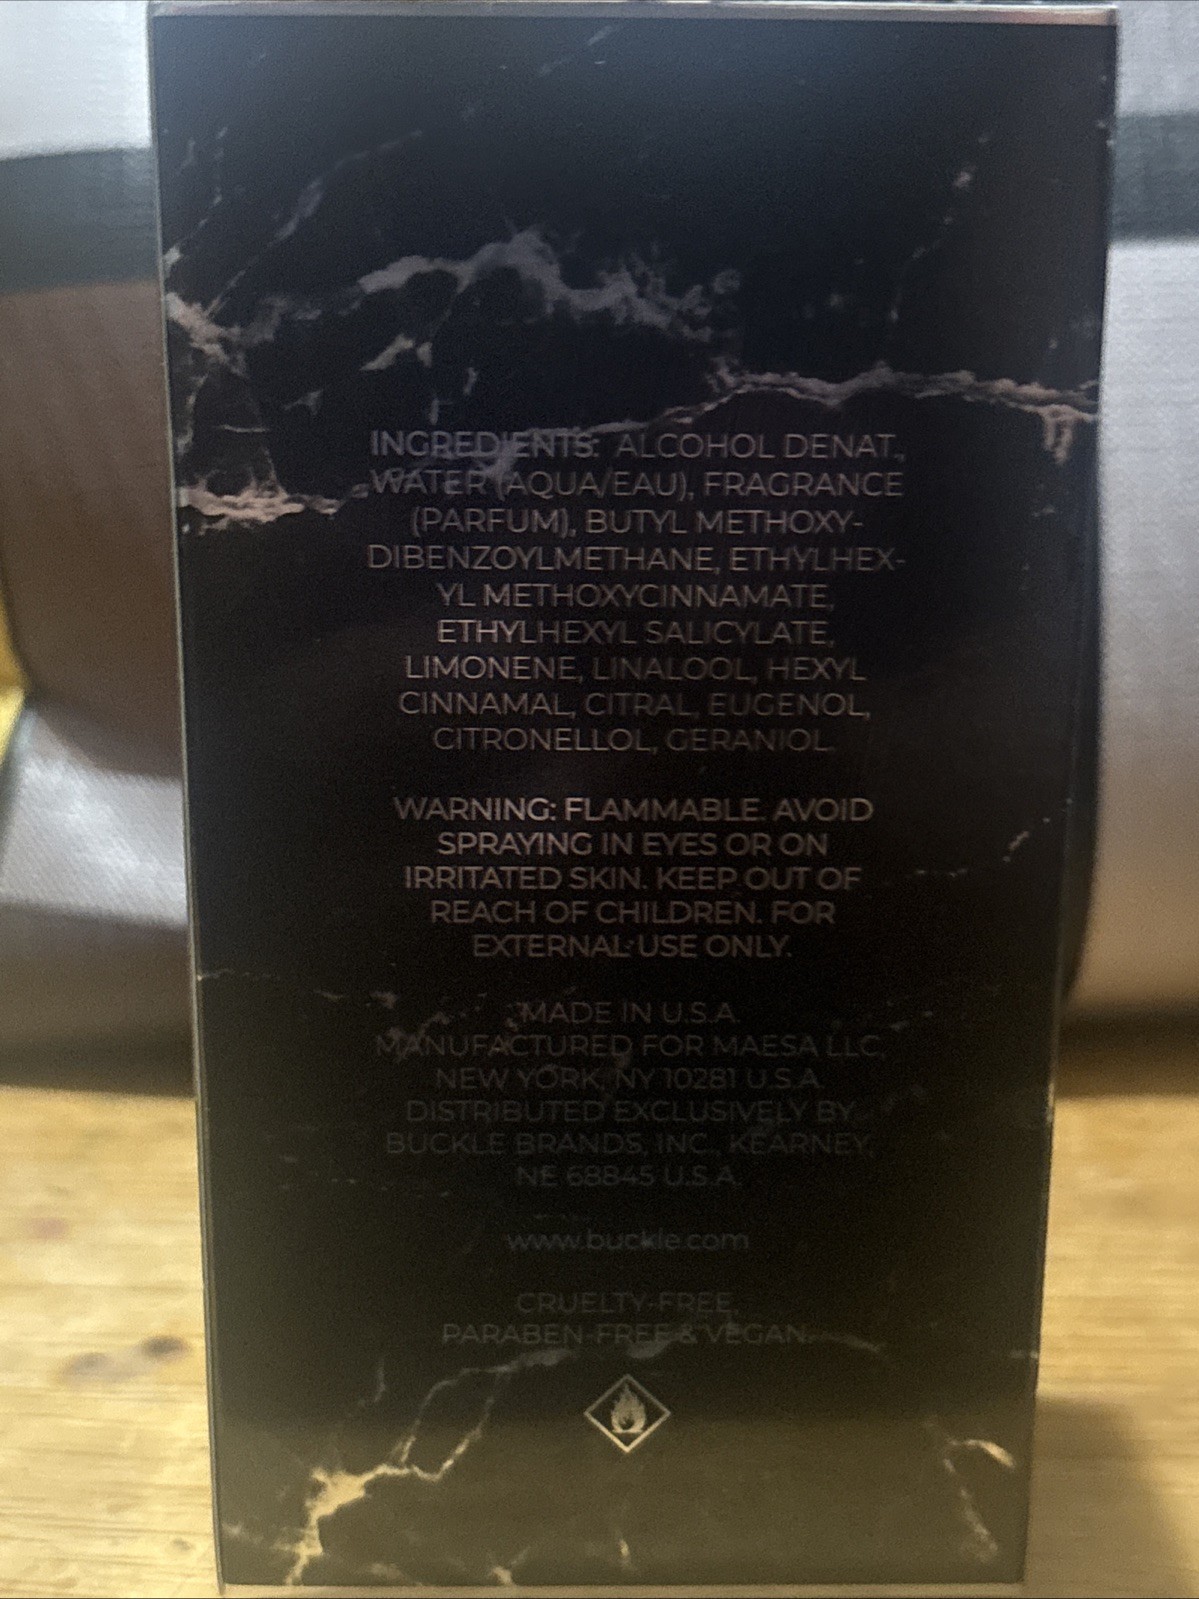 INGREDIENTS: ALCOHOL DENAT.,
WATER (AQUA/EAU), FRAGRANCE
(PARFUM), BUTYL METHOXY-
DIBENZOYLMETHANE, ETHYLHEX-
YL METHOXYCINNAMATE,
ETHYLHEXYL SALICYLATE,
LIMONENE, LINALOOL, HEXYL
CINNAMAL, CITRAL, EUGENOL,
CITRONELLOL, GERANIOL.
WARNING: FLAMMABLE. AVOID
SPRAYING IN EYES OR ON
IRRITATED SKIN. KEEP OUT OF
REACH OF CHILDREN. FOR
EXTERNAL USE ONLY.
MADE IN U.S.A.
MANUFACTURED FOR MAESA LLC,
NEW YORK, NY 10281 U.S.A.
DISTRIBUTED EXCLUSIVELY BY
BUCKLE BRANDS, INC., KEARNEY,
NE 68845 U.S.A.
www.buckle.com
CRUELTY-FREE,
PARABEN-FREE & VEGAN.